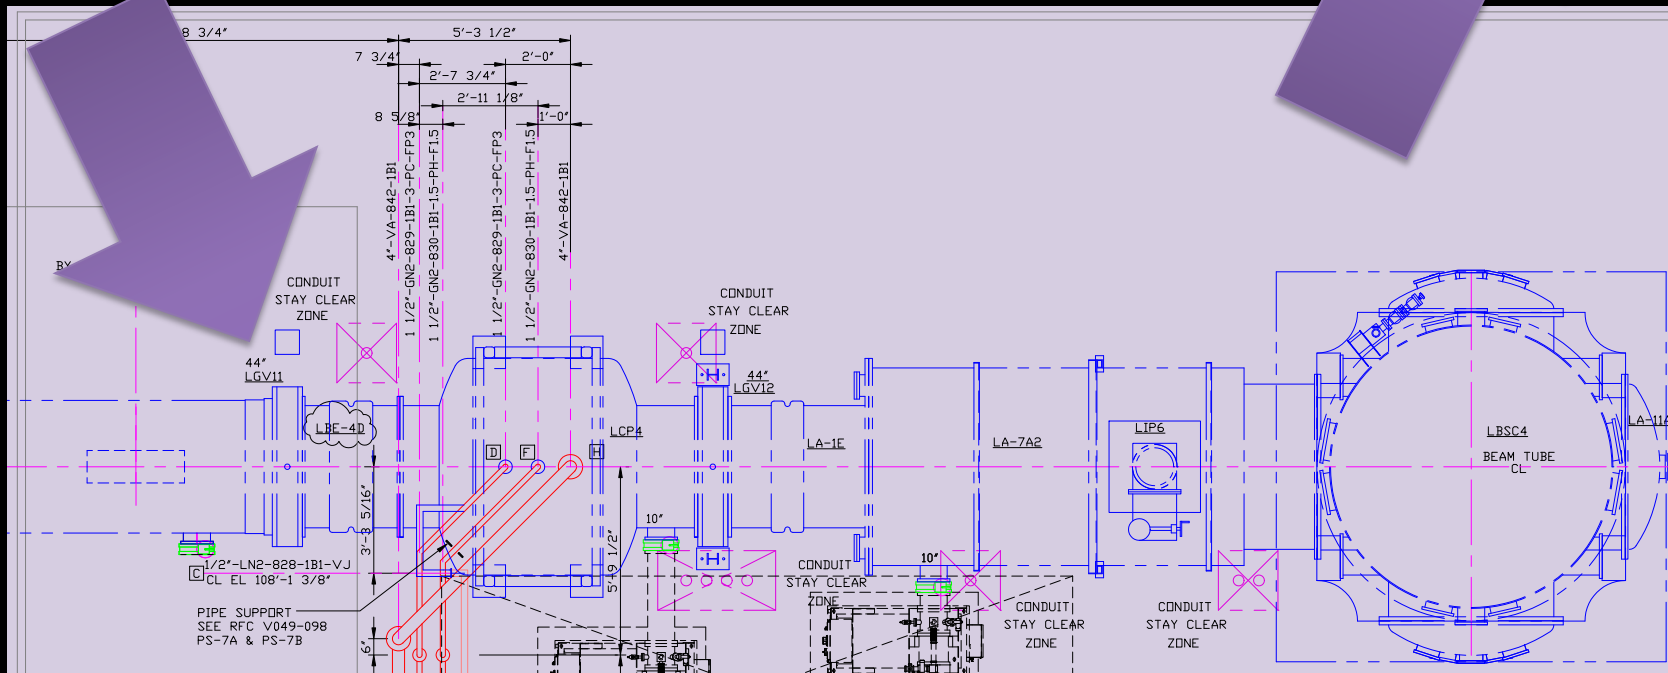 8 3/4"
5'-3 1/2"
7 3/4"
2'-0"
2'-7 3/4"
2'-11 1/8"
8 5/8"
1'-0"
4"-VA-842-1B1
1 1/2"-GN2-829-1B1-3-PC-FP3
1 1/2"-GN2-830-1B1-1.5-PH-F1.5
1 1/2"-GN2-829-1B1-3-PC-FP3
1 1/2"-GN2-830-1B1-1.5-PH-F1.5
4"-VA-842-1B1
BY
CONDUIT
STAY CLEAR
ZONE
CONDUIT
STAY CLEAR
ZONE
44"
LGV11
44"
LGV12
LBE-4D
LCP4
LA-1E
LA-7A2
LIP6
LBSC4
LA-11A
BEAM TUBE
CL
D
F
H
H
H
3'-3 5/16"
5'-9 1/2"
10"
10"
C
1/2"-LN2-828-1B1-VJ
CL EL 108'-1 3/8"
PIPE SUPPORT
SEE RFC V049-098
PS-7A & PS-7B
6"
CONDUIT
STAY CLEAR
ZONE
CONDUIT
STAY CLEAR
ZONE
CONDUIT
STAY CLEAR
ZONE